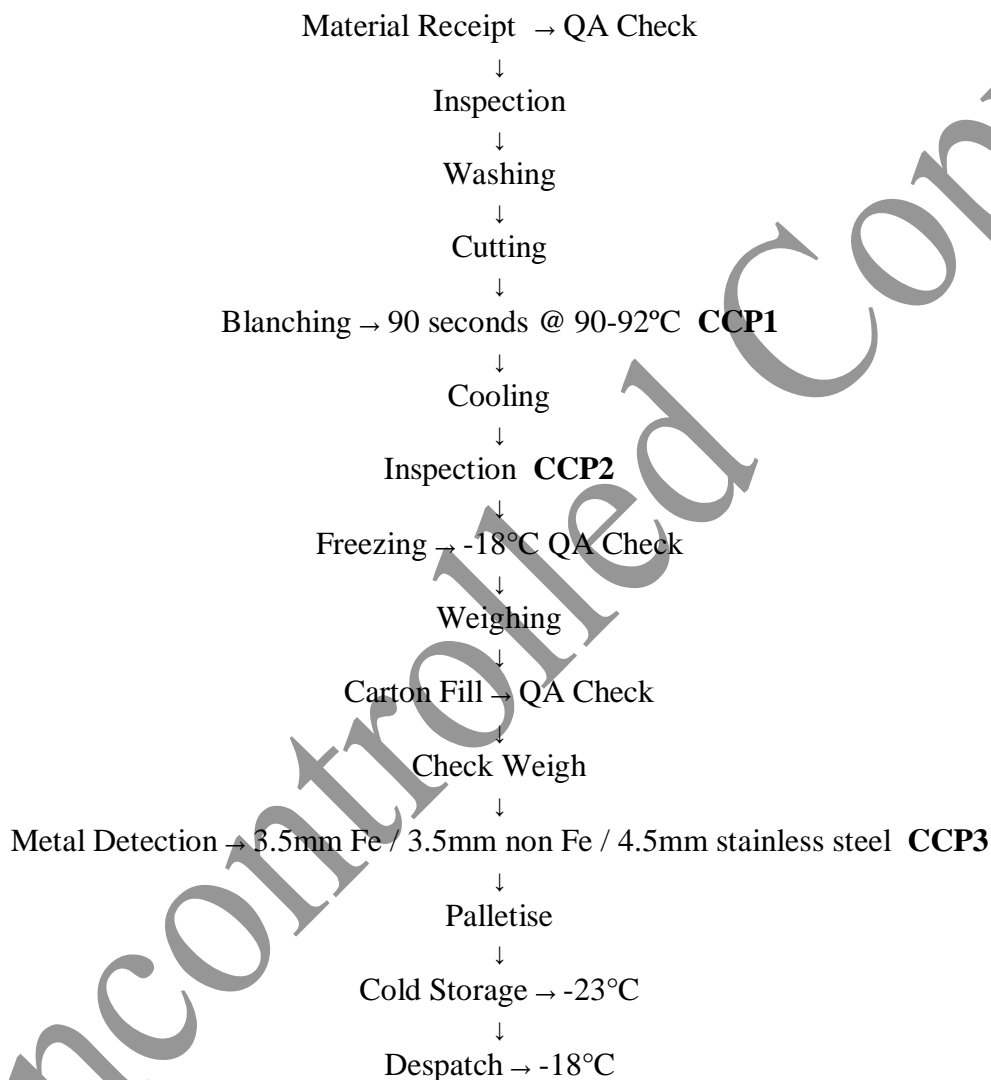 Material Receipt → QA Check
↓
Inspection
↓
Washing
↓
Cutting
↓
Blanching → 90 seconds @ 90-92ºC CCP1
↓
Cooling
↓
Inspection CCP2
↓
Freezing → -18°C QA Check
↓
Weighing
↓
Carton Fill → QA Check
↓
Check Weigh
↓
Metal Detection → 3.5mm Fe / 3.5mm non Fe / 4.5mm stainless steel CCP3
↓
Palletise
↓
Cold Storage → -23°C
↓
Despatch → -18°C